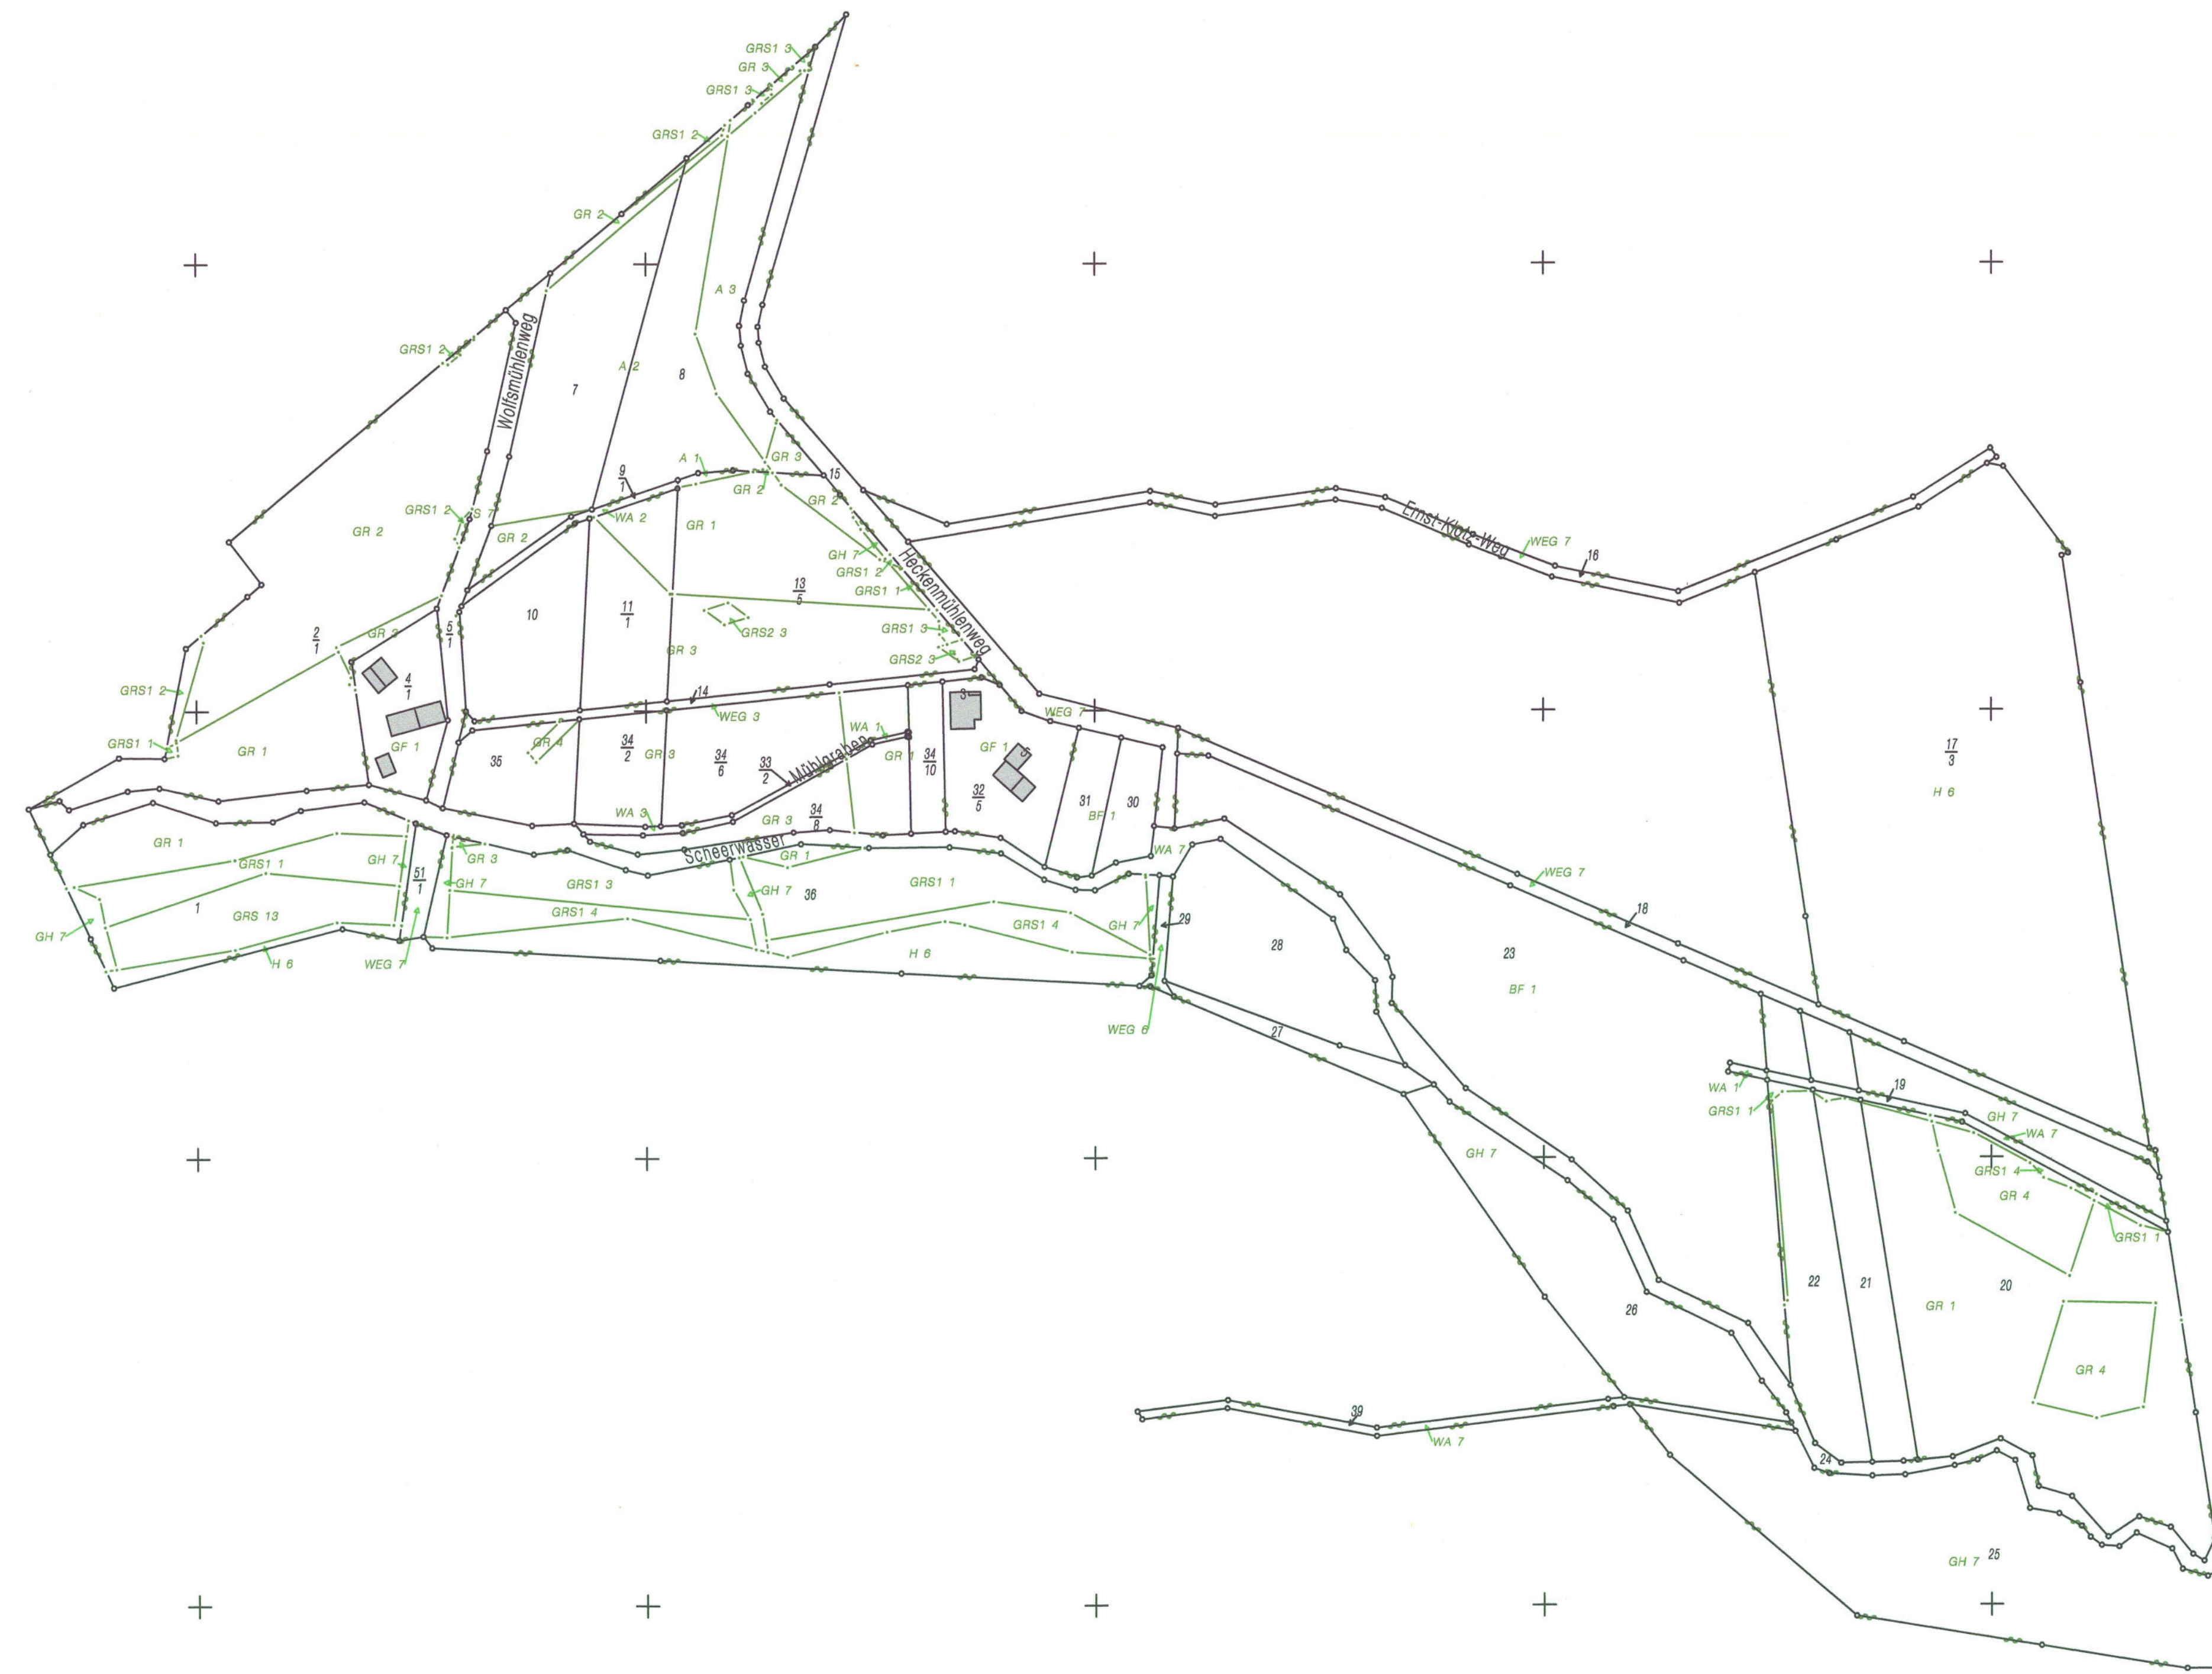 GRS1 3
GR 3
GRS1 3
GRS1 2
GR 2
A 3
Wolfsmühlenweg
GRS1 2
A 2
8
7
A 1
GR 3
15
9/1
GR 2
GR 2
GRS1 2
S 7
WA 2
GR 1
GR 2
GR 2
Ernst-Klotz-Weg
WEG 7
16
GH 7
GRS1 2
Heckenmühlenweg
13/5
GRS1 1
10
11/1
GRS1 3
GRS2 3
5/1
GR 3
2/1
GR 3
GRS2 3
4/1
GRS1 2
14
3
WEG 3
WEG 7
GRS1 1
GR 1
GF 1
GR 4
35
34/2
GR 3
34/6
33/2
Mühlgraben
WA 1
GR 1
34/10
GF 1
5
17/3
H 6
32/5
31
30
BF 1
WA 3
GR 3
34/8
Scheerwasser
GR 1
GR 1
GRS1 1
GH 7
GR 3
WA 7
51/1
GH 7
GRS1 3
GH 7
36
GRS1 1
WEG 7
1
GRS 13
GRS1 4
GRS1 4
GH 7
29
18
GH 7
H 6
WEG 7
H 6
28
23
BF 1
WEG 6
27
WA 1
19
GRS1 1
GH 7
WA 7
GH 7
GRS1 4
GR 4
GRS1 1
26
22
21
20
GR 1
GR 4
39
WA 7
24
GH 7
25